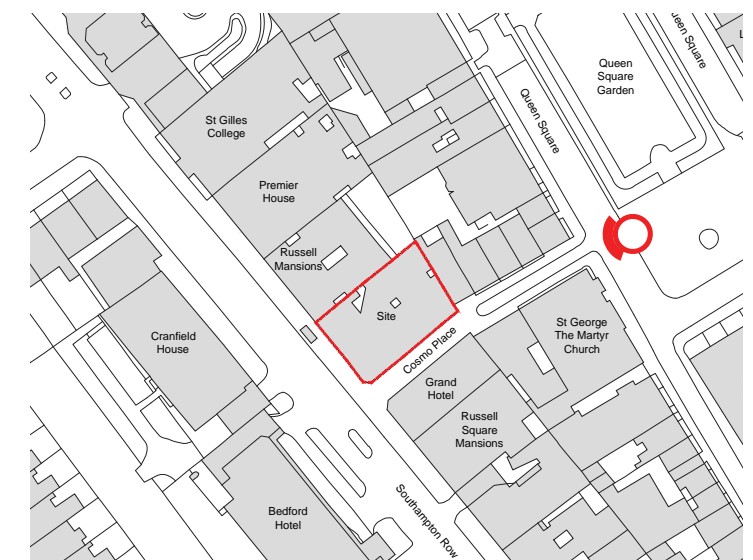 Queen Square
L
Queen
Square
Garden
Queen Square
St Gilles
College
Premier
House
Russell
Mansions
Site
Cranfield
House
Cosmo Place
St George
The Martyr
Church
Grand
Hotel
Russell
Square
Mansions
Southampton Row
Bedford
Hotel